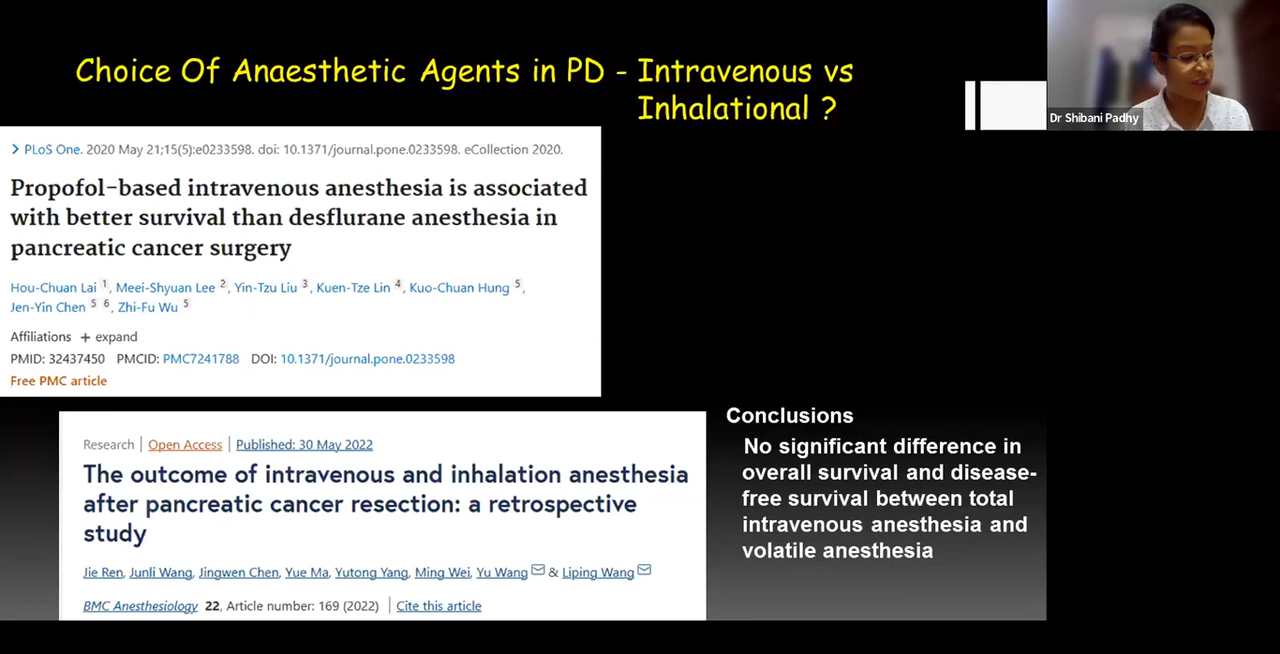 Choice Of Anaesthetic Agents in PD - Intravenous vs
Inhalational ?
Dr Shibani Padhy
PLoS One. 2020 May 21;15(5):e0233598. doi: 10.1371/journal.pone.0233598. eCollection 2020.
Propofol-based intravenous anesthesia is associated
with better survival than desflurane anesthesia in
pancreatic cancer surgery
Hou-Chuan Lai 1, Meei-Shyuan Lee 2, Yin-Tzu Liu 3, Kuen-Tze Lin 4, Kuo-Chuan Hung 5,
Jen-Yin Chen 5 6, Zhi-Fu Wu 5
Affiliations + expand
PMID: 32437450 PMCID: PMC7241788 DOI: 10.1371/journal.pone.0233598
Free PMC article
Research | Open Access | Published: 30 May 2022
The outcome of intravenous and inhalation anesthesia
after pancreatic cancer resection: a retrospective
study
Jie Ren, Junli Wang, Jingwen Chen, Yue Ma, Yutong Yang, Ming Wei, Yu Wang & Liping Wang
BMC Anesthesiology 22, Article number: 169 (2022) | Cite this article
Conclusions
No significant difference in
overall survival and disease-
free survival between total
intravenous anesthesia and
volatile anesthesia